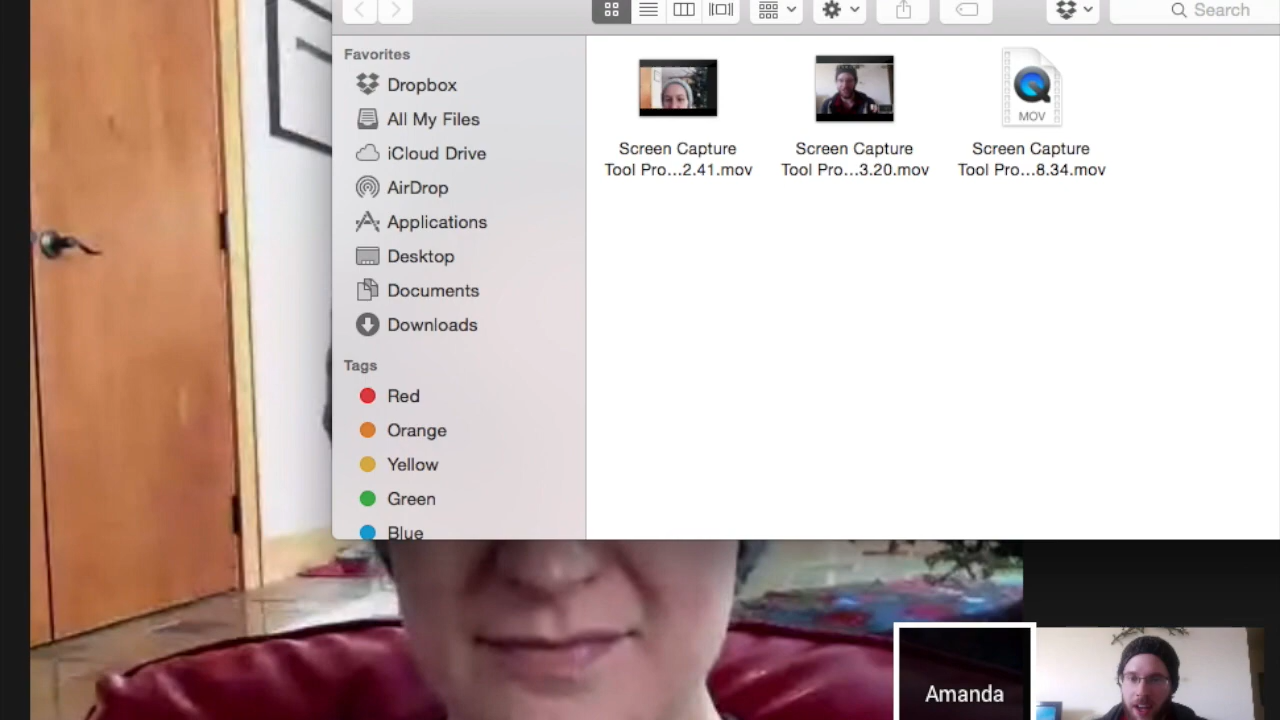 Search
Favorites
Dropbox
All My Files
iCloud Drive
AirDrop
Applications
Desktop
Documents
Downloads
Tags
Red
Orange
Yellow
Green
Blue
Screen Capture
Tool Pro...2.41.mov
Screen Capture
Tool Pro...3.20.mov
MOV
Screen Capture
Tool Pro...8.34.mov
Amanda